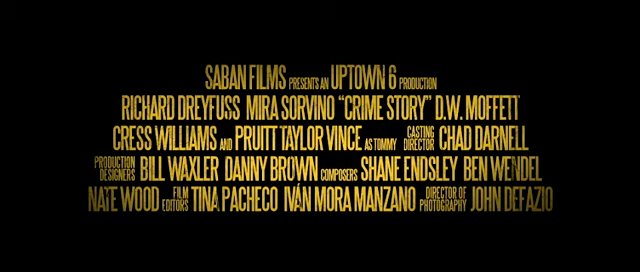 SABAN FILMS PRESENTS AN UPTOWN 6 PRODUCTION
RICHARD DREYFUSS MIRA SORVINO “CRIME STORY” D.W. MOFFETT
CRESS WILLIAMS AND PRUITT TAYLOR VINCE AS TOMMY CASTING DIRECTOR CHAD DARNELL
PRODUCTION DESIGNERS BILL WAXLER DANNY BROWN COMPOSERS SHANE ENDSLEY BEN WENDEL
NATE WOOD FILM EDITORS TINA PACHECO IVÁN MORA MANZANO DIRECTOR OF PHOTOGRAPHY JOHN DEFAZIO